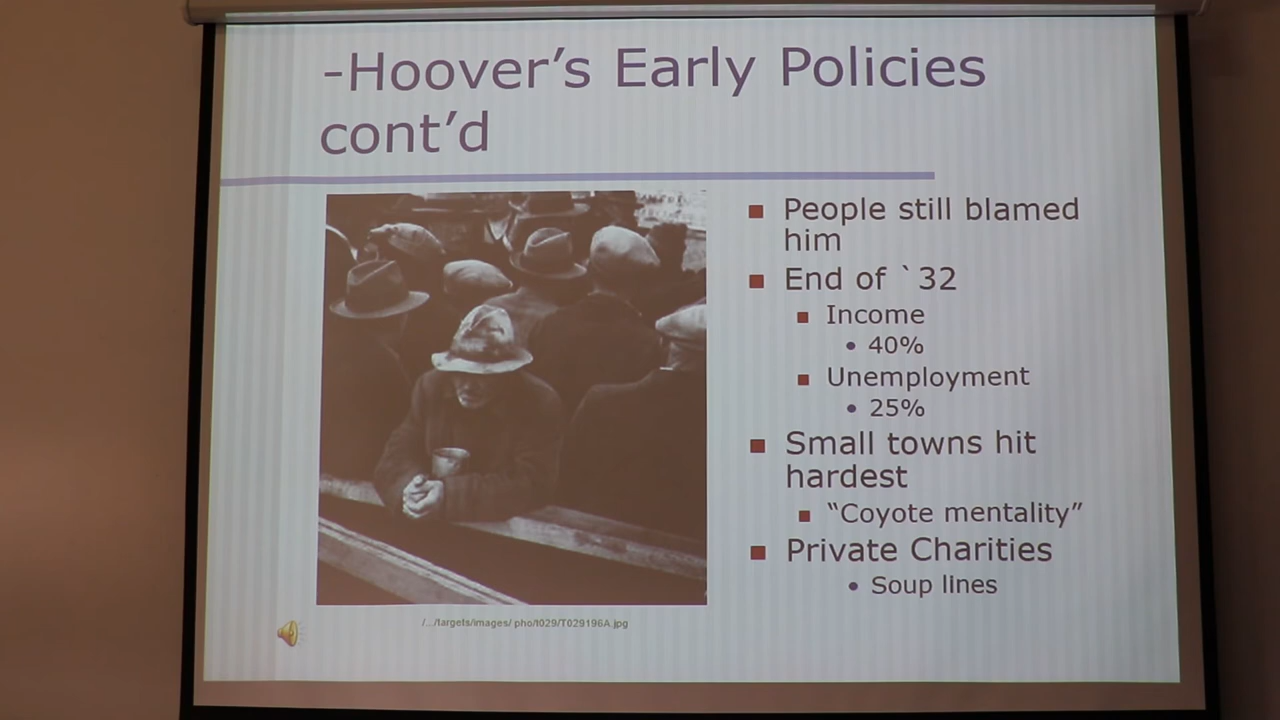 -Hoover's Early Policies
cont'd
People still blamed
him
End of `32
Income
40%
Unemployment
25%
Small towns hit
hardest
“Coyote mentality”
Private Charities
Soup lines
/.../targets/images/ pho/t029/T029196A.jpg